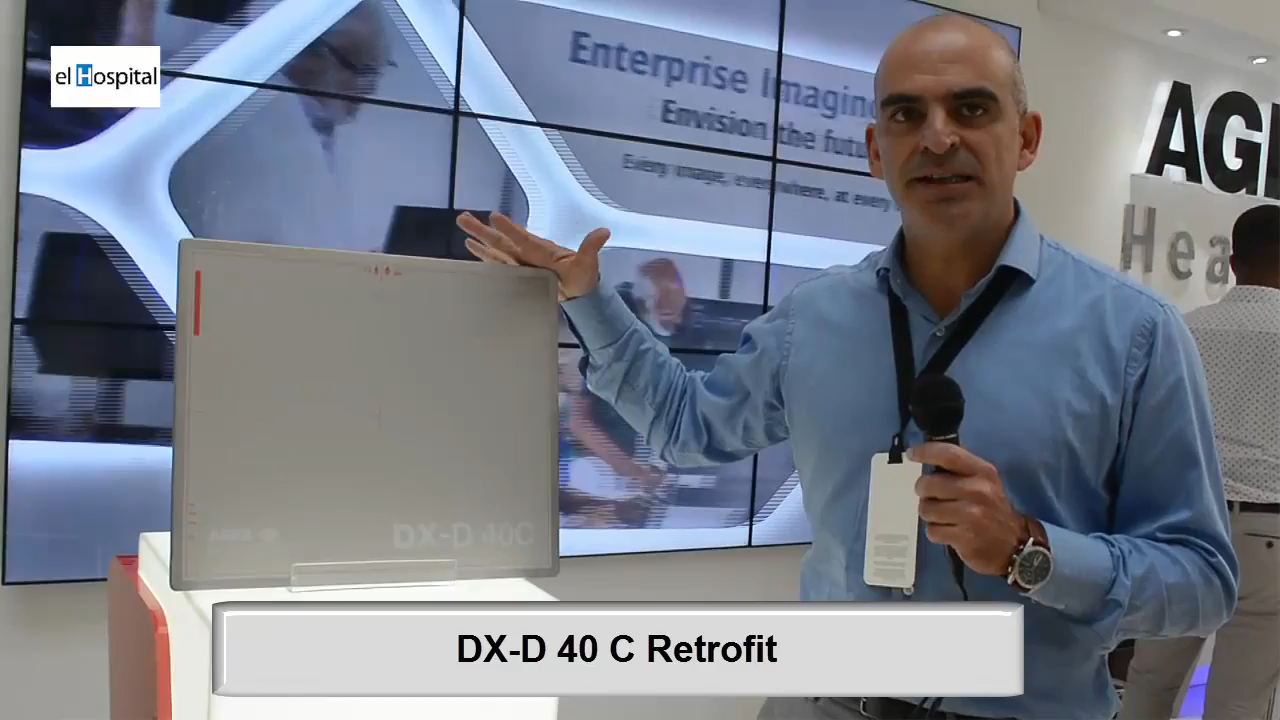 el Hospital
Enterprise Imaging
Envision the futu
Every image, everywhere, at every
AG
Hea
DX-D 40C
DX-D 40 C Retrofit